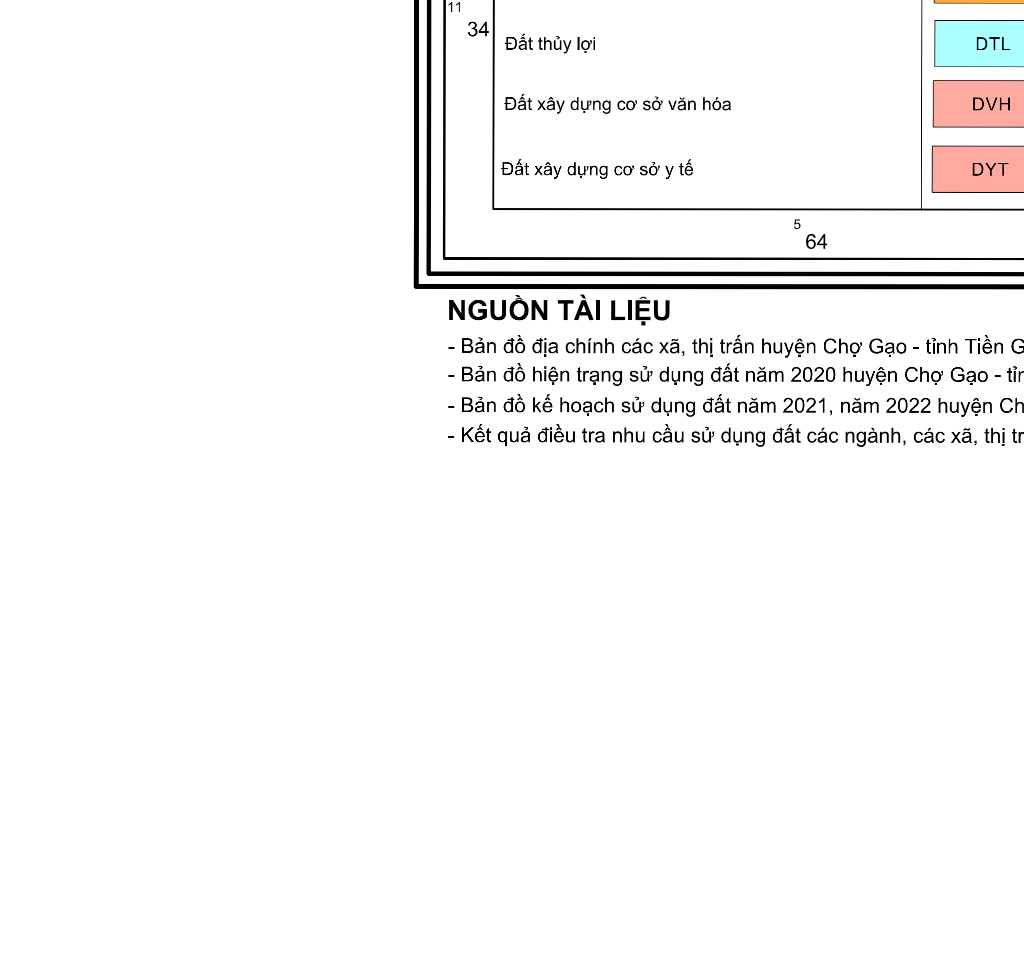 11
34
Đất thủy lợi DTL
Đất xây dựng cơ sở văn hóa DVH
Đất xây dựng cơ sở y tế DYT
5
64
NGUỒN TÀI LIỆU
- Bản đồ địa chính các xã, thị trấn huyện Chợ Gạo - tỉnh Tiền G
- Bản đồ hiện trạng sử dụng đất năm 2020 huyện Chợ Gạo - tỉn
- Bản đồ kế hoạch sử dụng đất năm 2021, năm 2022 huyện Ch
- Kết quả điều tra nhu cầu sử dụng đất các ngành, các xã, thị tr